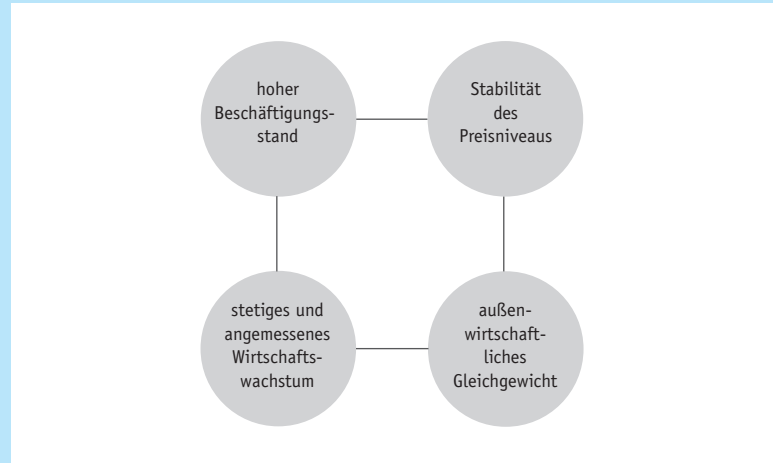 hoher
Beschäftigungs-
stand
Stabilität
des
Preisniveaus
stetiges und
angemessenes
Wirtschafts-
wachstum
außen-
wirtschaft-
liches
Gleichgewicht